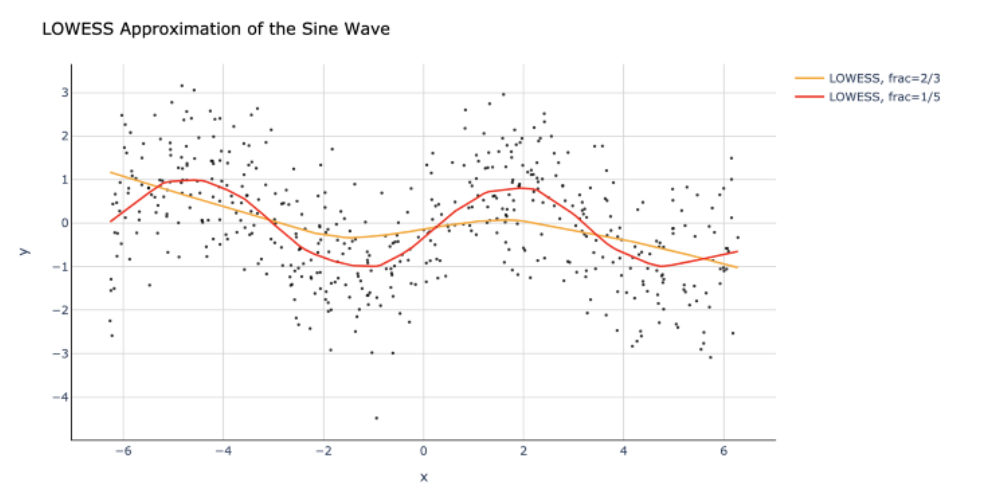 LOWESS Approximation of the Sine Wave
LOWESS, frac=2/3
LOWESS, frac=1/5
3
2
1
0
−1
−2
−3
−4
y
−6 −4 −2 0 2 4 6
x